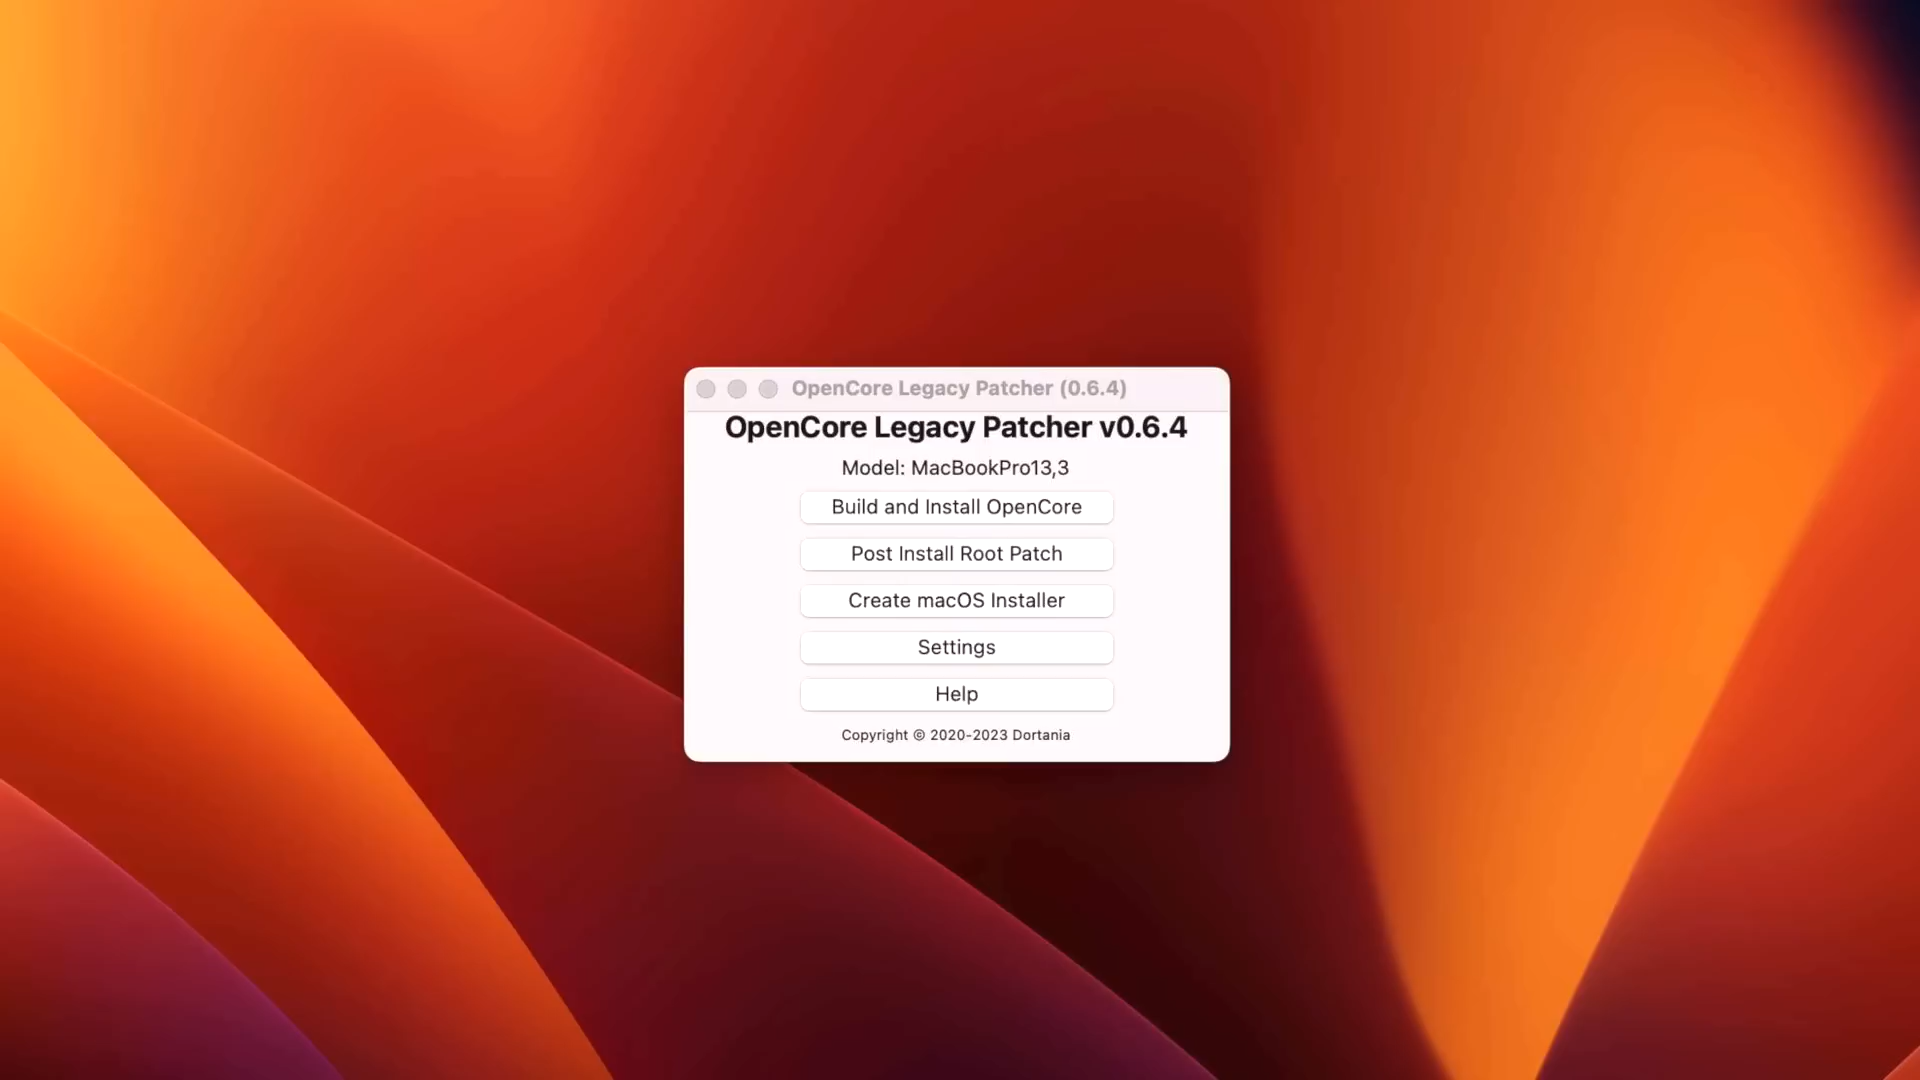 OpenCore Legacy Patcher (0.6.4)
OpenCore Legacy Patcher v0.6.4
Model: MacBookPro13,3
Build and Install OpenCore
Post Install Root Patch
Create macOS Installer
Settings
Help
Copyright © 2020-2023 Dortania